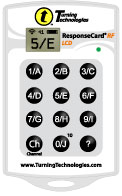 Turning
Technologies
ResponseCard® RF
LCD
41
5/E
1/A 2/B 3/C
4/D 5/E 6/F
7/G 8/H 9/I
10
Ch 0/J ?
Channel
www.TurningTechnologies.com